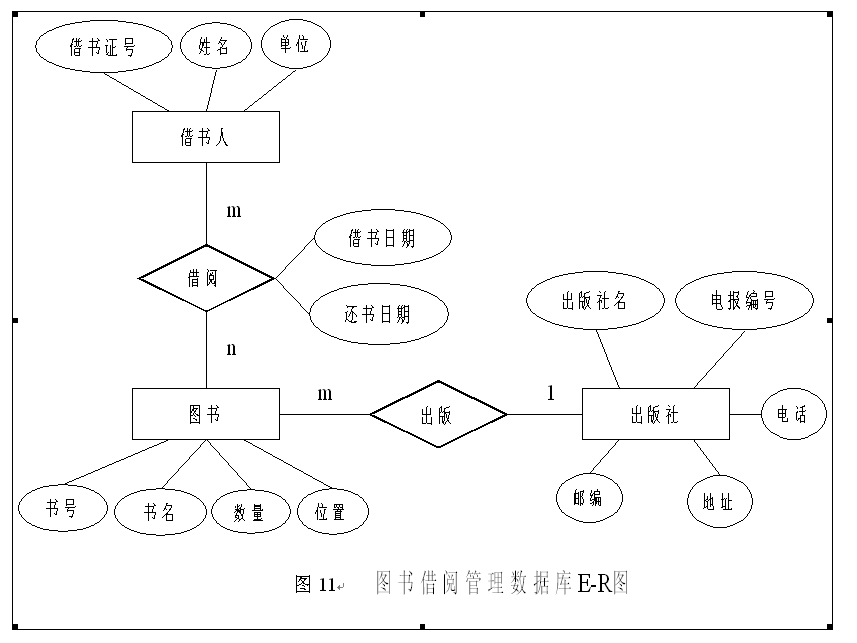 借书证号
姓名
单位
借书人
m
借书日期
借阅
还书日期
n
出版社名
电报编号
图书
m
出版
1
出版社
电话
书号
书名
数量
位置
邮编
地址
图 11 图书借阅管理数据库E-R图